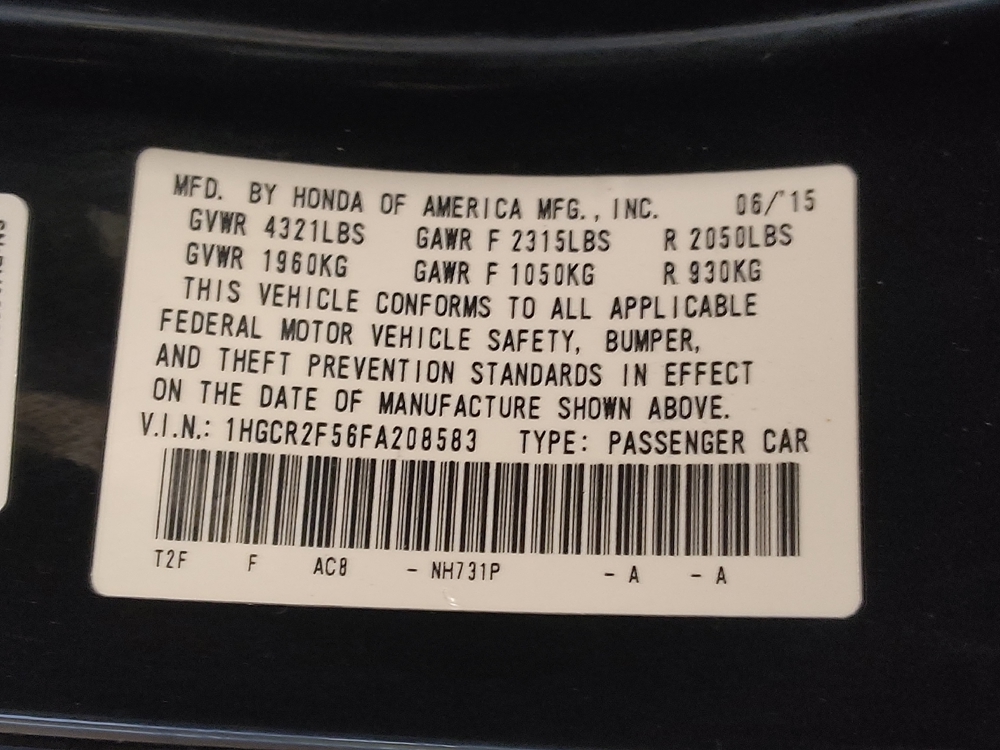 MFD. BY HONDA OF AMERICA MFG., INC. 06/'15
GVWR 4321LBS GAWR F 2315LBS R 2050LBS
GVWR 1960KG GAWR F 1050KG R 930KG
THIS VEHICLE CONFORMS TO ALL APPLICABLE
FEDERAL MOTOR VEHICLE SAFETY, BUMPER,
AND THEFT PREVENTION STANDARDS IN EFFECT
ON THE DATE OF MANUFACTURE SHOWN ABOVE.
V.I.N.: 1HGCR2F56FA208583 TYPE: PASSENGER CAR
T2F F AC8 - NH731P - A - A